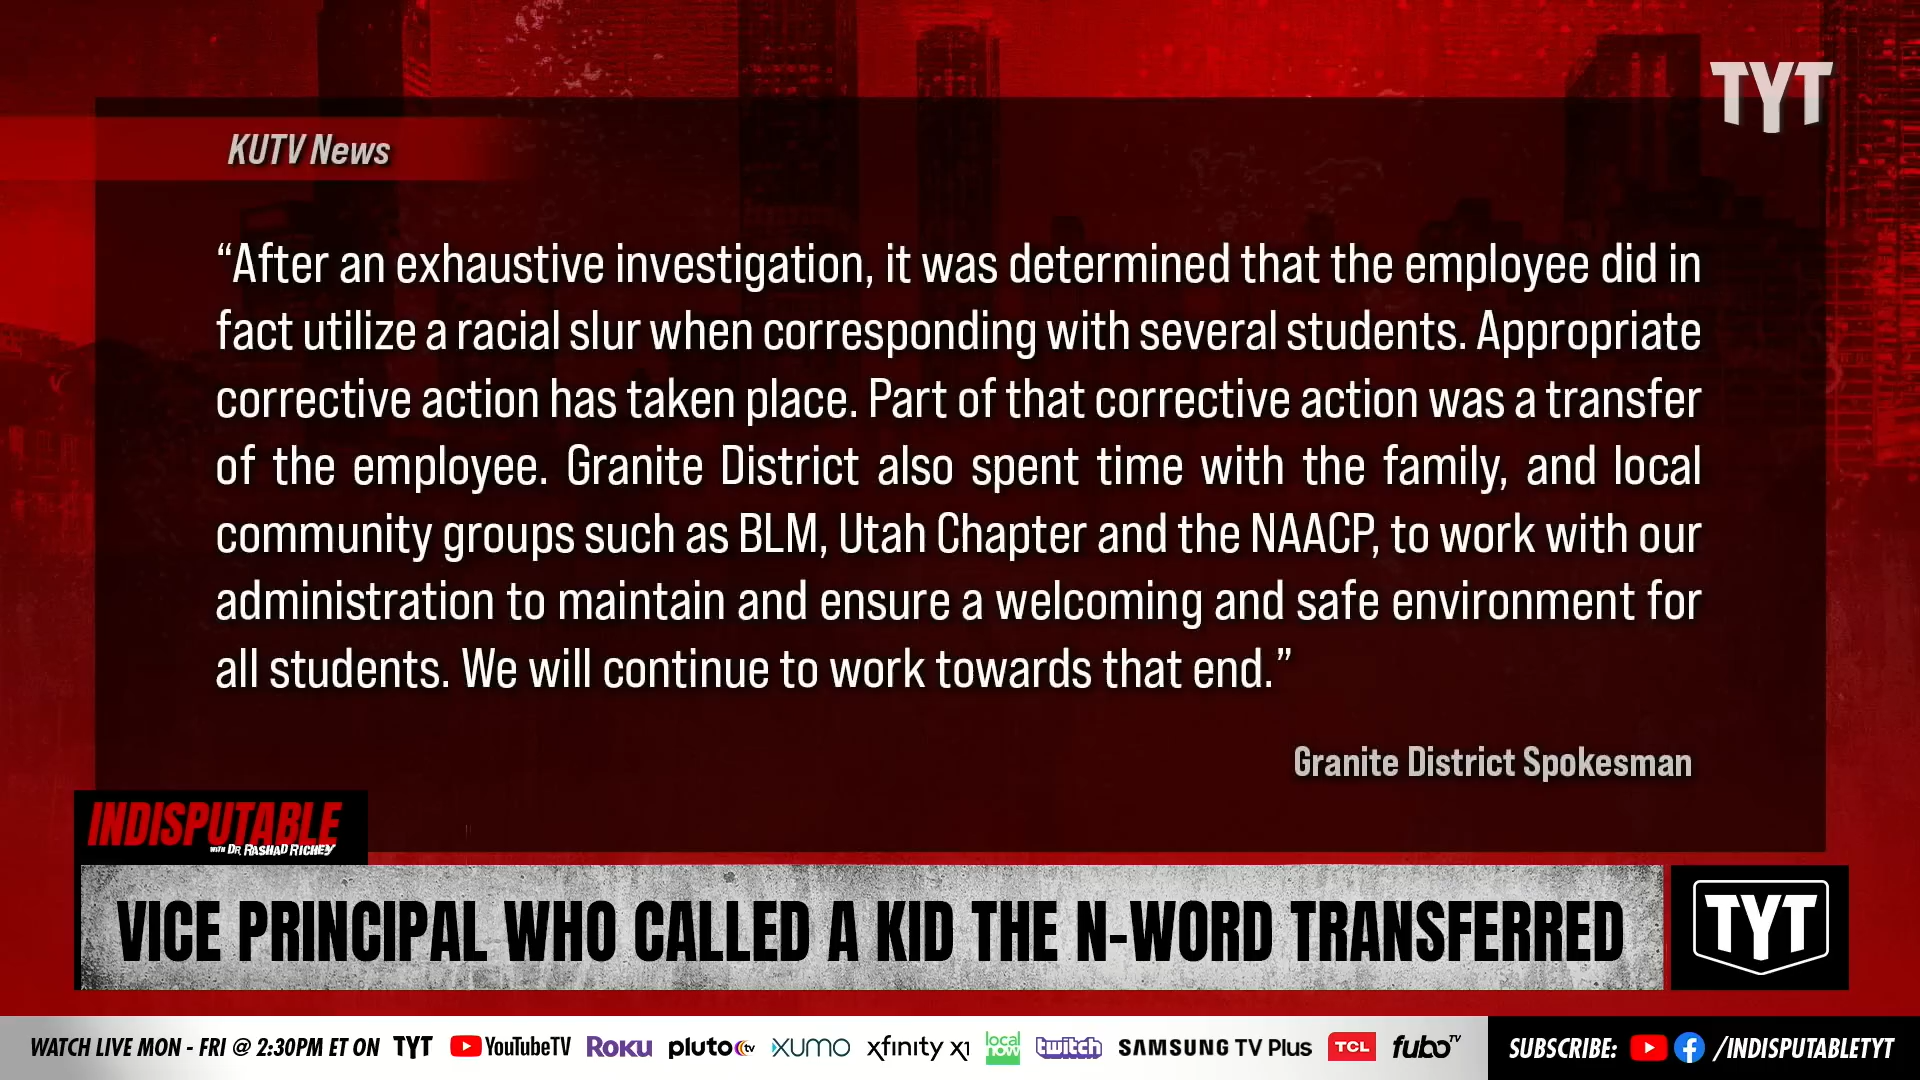 TYT
KUTV News
“After an exhaustive investigation, it was determined that the employee did in
fact utilize a racial slur when corresponding with several students. Appropriate
corrective action has taken place. Part of that corrective action was a transfer
of the employee. Granite District also spent time with the family, and local
community groups such as BLM, Utah Chapter and the NAACP, to work with our
administration to maintain and ensure a welcoming and safe environment for
all students. We will continue to work towards that end.”
Granite District Spokesman
INDISPUTABLE
WITH DR RASHAD RICHEY
VICE PRINCIPAL WHO CALLED A KID THE N-WORD TRANSFERRED
TYT
WATCH LIVE MON - FRI @ 2:30PM ET ON TYT YouTubeTV ROKU pluto tv XUMO xfinity x1 local now twitch SAMSUNG TV Plus TCL fuboTV SUBSCRIBE: /INDISPUTABLETYT